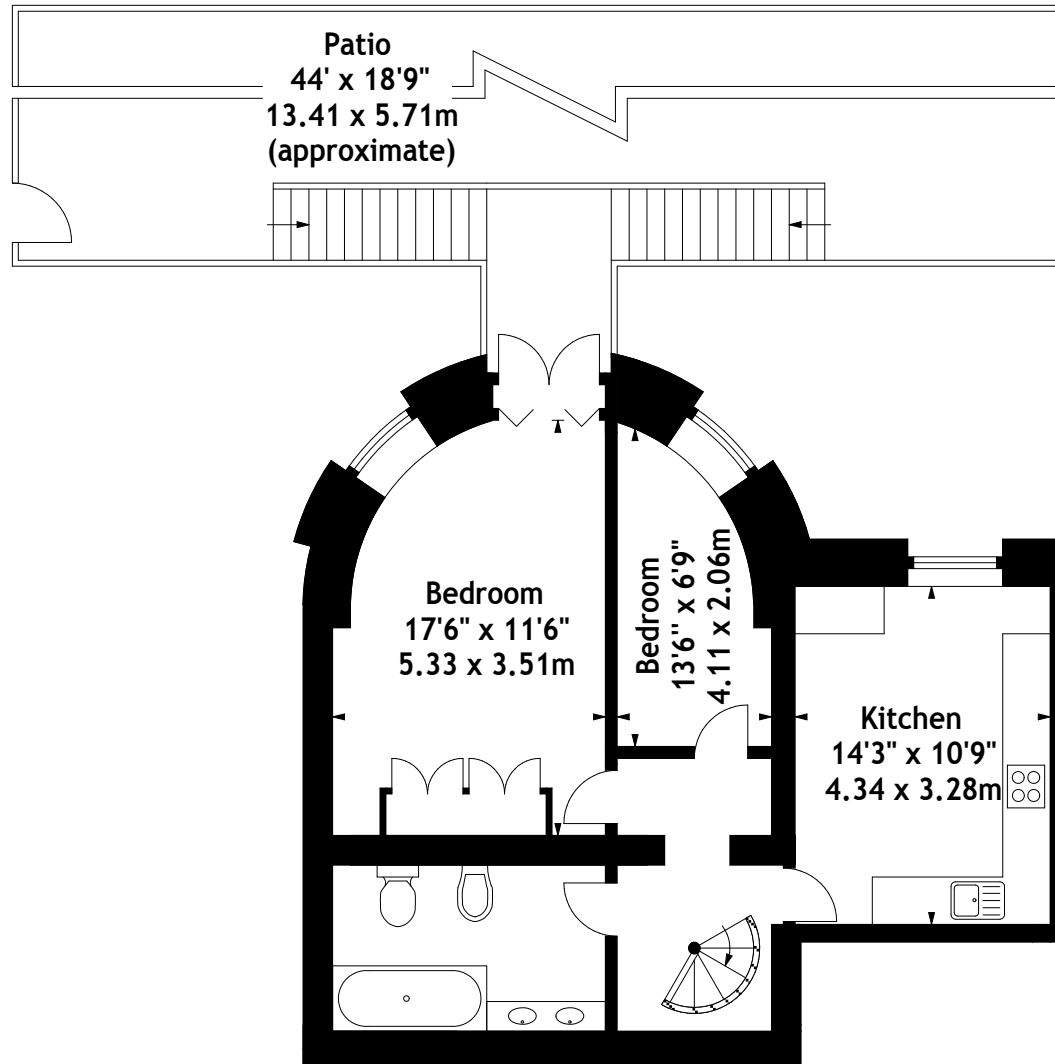 Patio
44' x 18'9"
13.41 x 5.71m
(approximate)
Bedroom
17'6" x 11'6"
5.33 x 3.51m
Bedroom
13'6" x 6'9"
4.11 x 2.06m
Kitchen
14'3" x 10'9"
4.34 x 3.28m